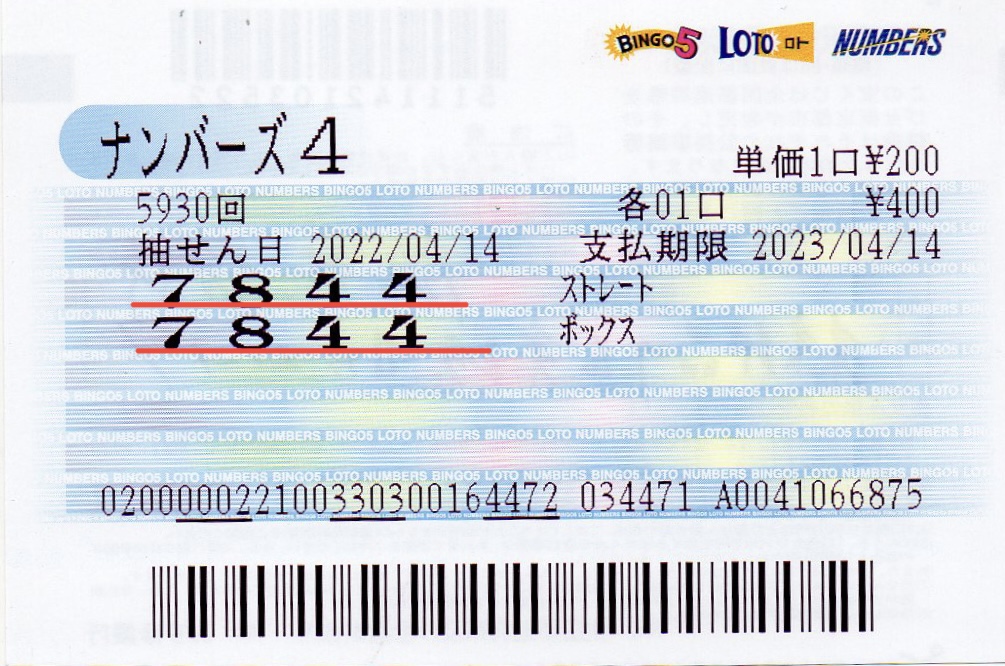 BINGO5 LOTO ロト NUMBERS
ナンバーズ4
単価1口¥200
5930回 各01口 ¥400
抽せん日 2022/04/14 支払期限 2023/04/14
7844 ストレート
7844 ボックス
020000022100330300164472 034471 A0041066875